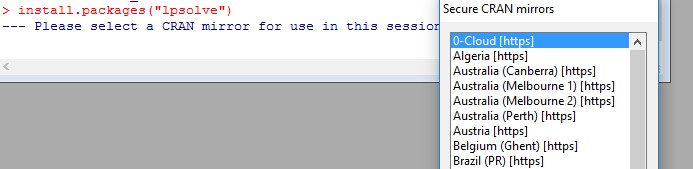 > install.packages("lpsolve")
--- Please select a CRAN mirror for use in this session
Secure CRAN mirrors
0-Cloud [https]
Algeria [https]
Australia (Canberra) [https]
Australia (Melbourne 1) [https]
Australia (Melbourne 2) [https]
Australia (Perth) [https]
Austria [https]
Belgium (Ghent) [https]
Brazil (PR) [https]